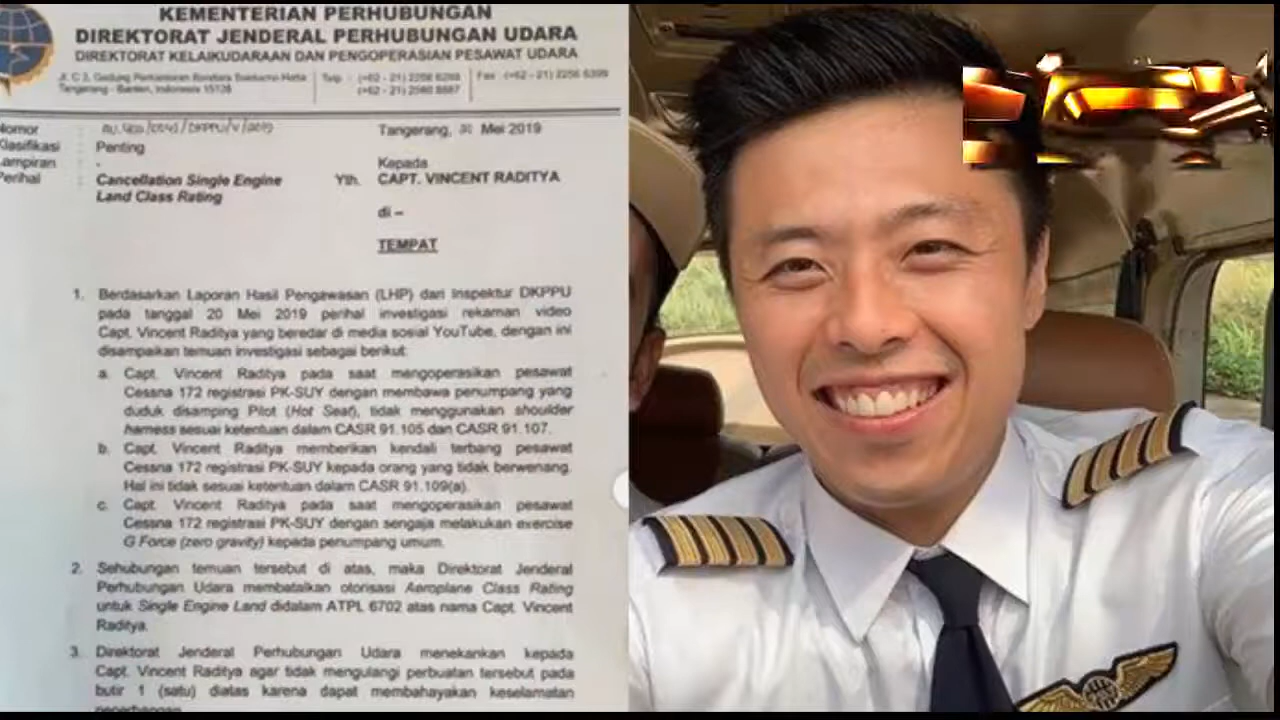 KEMENTERIAN PERHUBUNGAN
DIREKTORAT JENDERAL PERHUBUNGAN UDARA
DIREKTORAT KELAIKUDARAAN DAN PENGOPERASIAN PESAWAT UDARA
Jl. C 3, Gedung Perkantoran Bandara Soekarno Hatta
Tangerang - Banten, Indonesia 15126
Telp : (+62 - 21)
(+62 - 21)
Fax : (+62 - 21)
Nomor :
Tangerang, Mei 2019
Klasifikasi : Penting
Lampiran : -
Kepada
Perihal : Cancellation Single Engine
Land Class Rating
Yth. CAPT. VINCENT RADITYA
di –
TEMPAT
1. Berdasarkan Laporan Hasil Pengawasan (LHP) dari Inspektur DKPPU
pada tanggal 20 Mei 2019 perihal investigasi rekaman video
Capt. Vincent Raditya yang beredar di media sosial YouTube, dengan ini
disampaikan temuan investigasi sebagai berikut:
a. Capt. Vincent Raditya pada saat mengoperasikan pesawat
Cessna 172 registrasi PK-SUY dengan membawa penumpang yang
duduk disamping Pilot (Hot Seat), tidak menggunakan shoulder
harness sesuai ketentuan dalam CASR 91.105 dan CASR 91.107.
b. Capt. Vincent Raditya memberikan kendali terbang pesawat
Cessna 172 registrasi PK-SUY kepada orang yang tidak berwenang.
Hal ini tidak sesuai ketentuan dalam CASR 91.109(a).
c. Capt. Vincent Raditya pada saat mengoperasikan pesawat
Cessna 172 registrasi PK-SUY dengan sengaja melakukan exercise
G Force (zero gravity) kepada penumpang umum.
2. Sehubungan temuan tersebut di atas, maka Direktorat Jenderal
Perhubungan Udara membatalkan otorisasi Aeroplane Class Rating
untuk Single Engine Land didalam ATPL 6702 atas nama Capt. Vincent
Raditya.
3. Direktorat Jenderal Perhubungan Udara menekankan kepada
Capt. Vincent Raditya agar tidak mengulangi perbuatan tersebut pada
butir 1 (satu) diatas karena dapat membahayakan keselamatan
penerbangan.